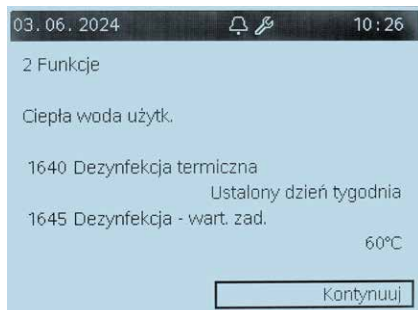 03.06.2024 10:26
2 Funkcje
Ciepła woda użytk.
1640 Dezynfekcja termiczna
Ustalony dzień tygodnia
1645 Dezynfekcja - wart. zad.
60°C
Kontynuuj